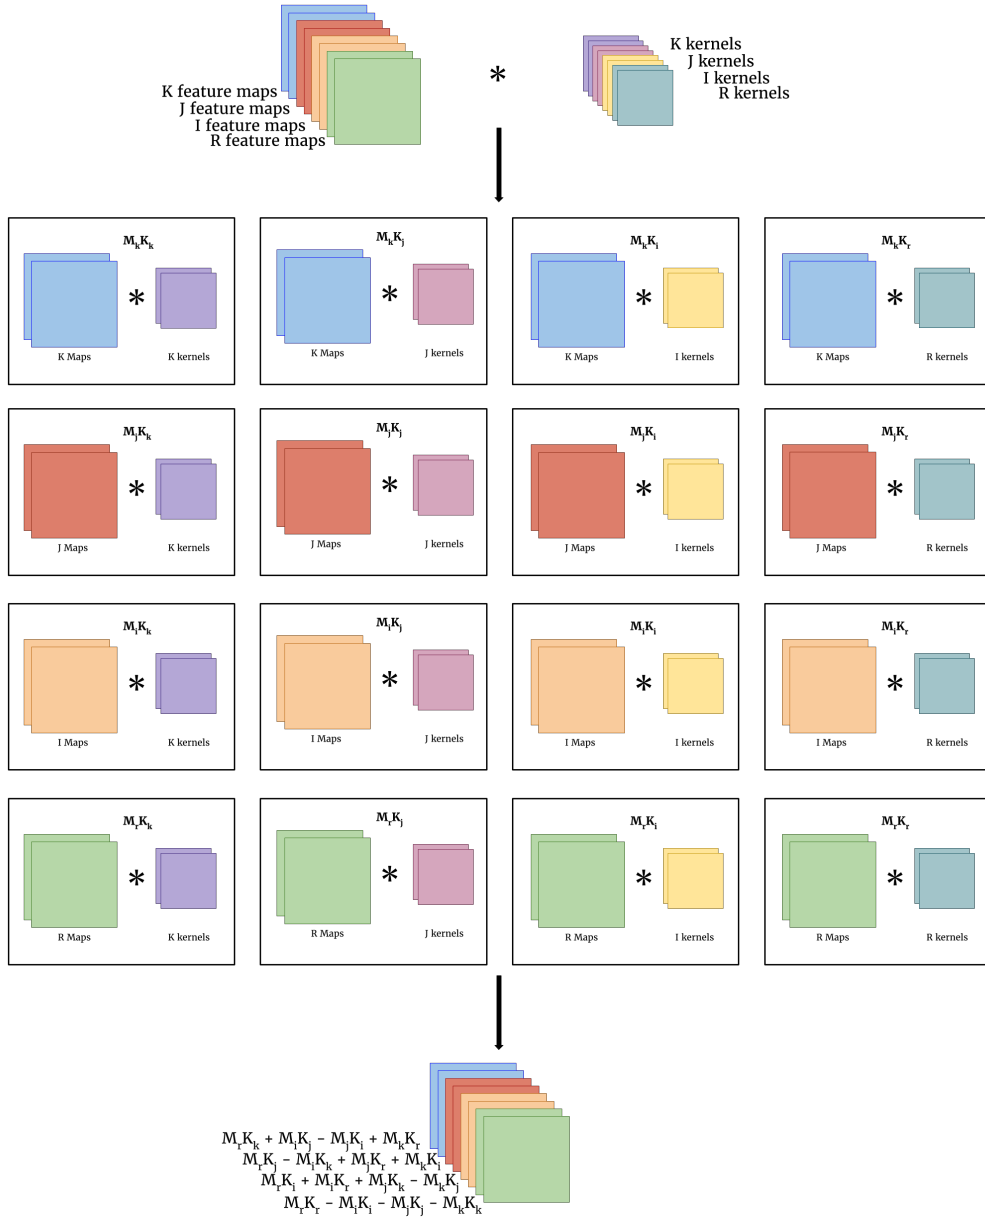 K kernels
J kernels
I kernels
R kernels
K feature maps
J feature maps
I feature maps
R feature maps
*
MₖKₖ
MₖKⱼ
MₖKᵢ
MₖKᵣ
* * * *
K Maps K kernels
K Maps J kernels
K Maps I kernels
K Maps R kernels
MⱼKₖ
MⱼKⱼ
MⱼKᵢ
MⱼKᵣ
* * * *
J Maps K kernels
J Maps J kernels
J Maps I kernels
J Maps R kernels
MᵢKₖ
MᵢKⱼ
MᵢKᵢ
MᵢKᵣ
* * * *
I Maps K kernels
I Maps J kernels
I Maps I kernels
I Maps R kernels
MᵣKₖ
MᵣKⱼ
MᵣKᵢ
MᵣKᵣ
* * * *
R Maps K kernels
R Maps J kernels
R Maps I kernels
R Maps R kernels
MᵣKₖ + MᵢKⱼ – MⱼKᵢ + MₖKᵣ
MᵣKⱼ – MᵢKₖ + MⱼKᵣ + MₖKᵢ
MᵣKᵢ + MᵢKᵣ + MⱼKₖ – MₖKⱼ
MᵣKᵣ – MᵢKᵢ – MⱼKⱼ – MₖKₖ